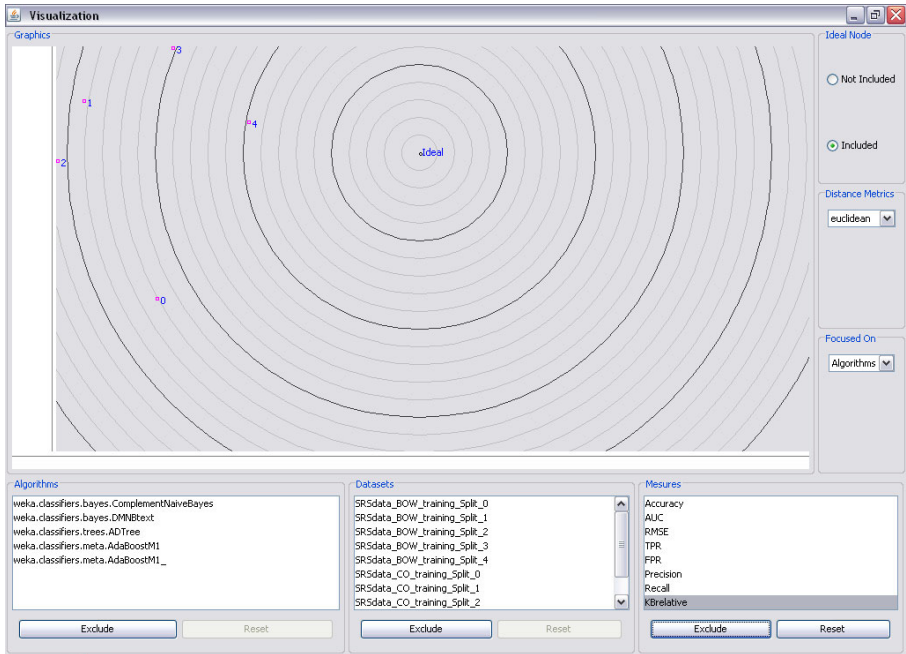 Visualization
Graphics
3
1
4
Ideal
2
0
Ideal Node
Not Included
Included
Distance Metrics
euclidean
Focused On
Algorithms
Algorithms
weka.classifiers.bayes.ComplementNaiveBayes
weka.classifiers.bayes.DMNBtext
weka.classifiers.trees.ADTree
weka.classifiers.meta.AdaBoostM1
weka.classifiers.meta.AdaBoostM1_
Exclude
Reset
Datasets
SRSdata_BOW_training_Split_0
SRSdata_BOW_training_Split_1
SRSdata_BOW_training_Split_2
SRSdata_BOW_training_Split_3
SRSdata_BOW_training_Split_4
SRSdata_CO_training_Split_0
SRSdata_CO_training_Split_1
SRSdata_CO_training_Split_2
Exclude
Reset
Mesures
Accuracy
AUC
RMSE
TPR
FPR
Precision
Recall
KBrelative
Exclude
Reset